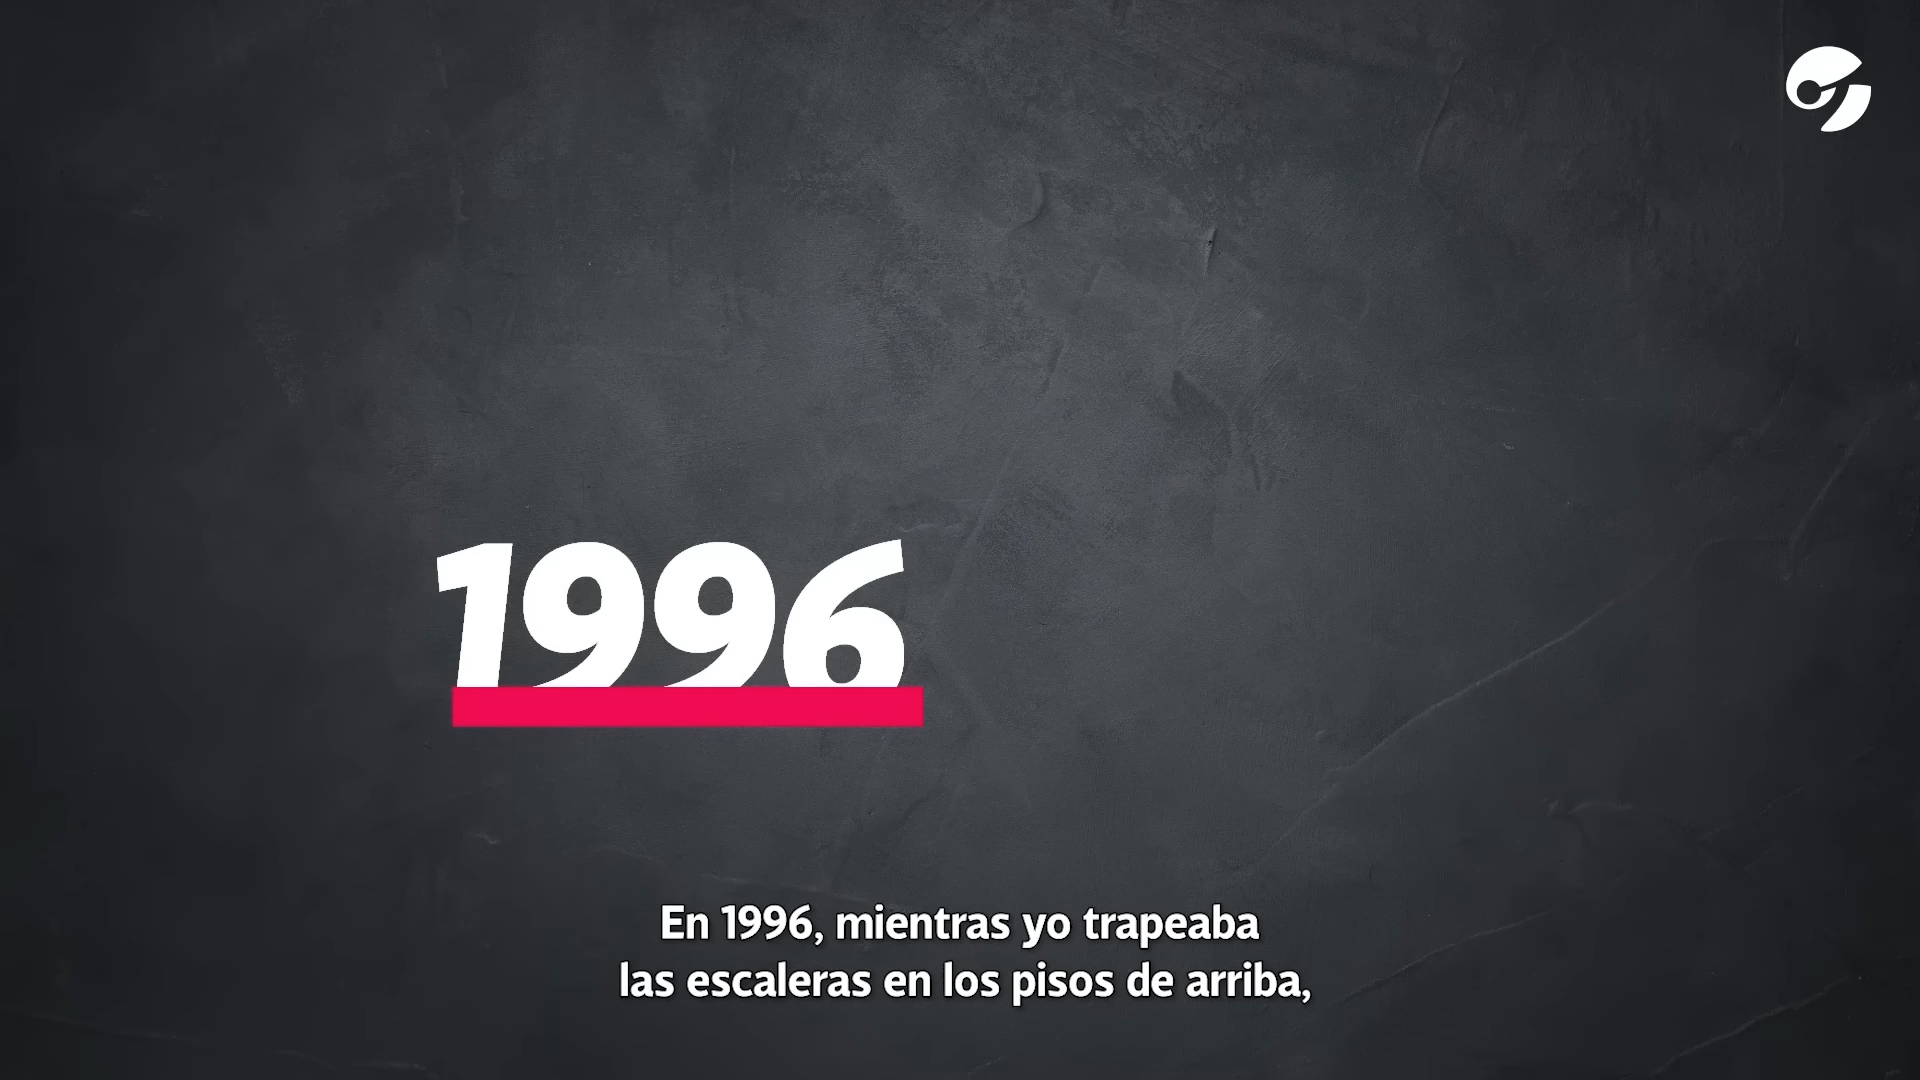 1996
En 1996, mientras yo trapeaba
las escaleras en los pisos de arriba,